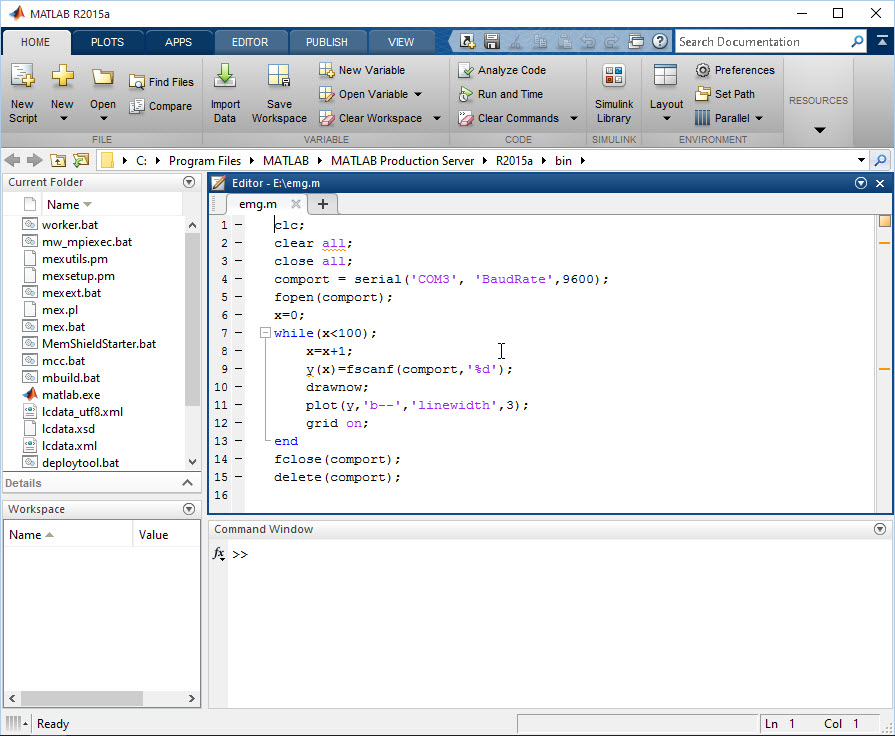 MATLAB R2015a
HOME PLOTS APPS EDITOR PUBLISH VIEW Search Documentation
New Script
New
Open
Find Files
Compare
FILE
Import Data
Save Workspace
New Variable
Open Variable
Clear Workspace
VARIABLE
Analyze Code
Run and Time
Clear Commands
CODE
Simulink Library
SIMULINK
Layout
Preferences
Set Path
Parallel
ENVIRONMENT
RESOURCES
C: Program Files MATLAB MATLAB Production Server R2015a bin
Current Folder
Name
worker.bat
mw_mpiexec.bat
mexutils.pm
mexsetup.pm
mexext.bat
mex.pl
mex.bat
MemShieldStarter.bat
mcc.bat
mbuild.bat
matlab.exe
lcdata_utf8.xml
lcdata.xsd
lcdata.xml
deploytool.bat
Details
Workspace
Name Value
Editor - E:\emg.m
emg.m
1 clc;
2 clear all;
3 close all;
4 comport = serial('COM3', 'BaudRate',9600);
5 fopen(comport);
6 x=0;
7 while(x<100);
8 x=x+1;
9 y(x)=fscanf(comport,'%d');
10 drawnow;
11 plot(y,'b--','linewidth',3);
12 grid on;
13 end
14 fclose(comport);
15 delete(comport);
16
Command Window
fx >>
Ready
Ln 1 Col 1